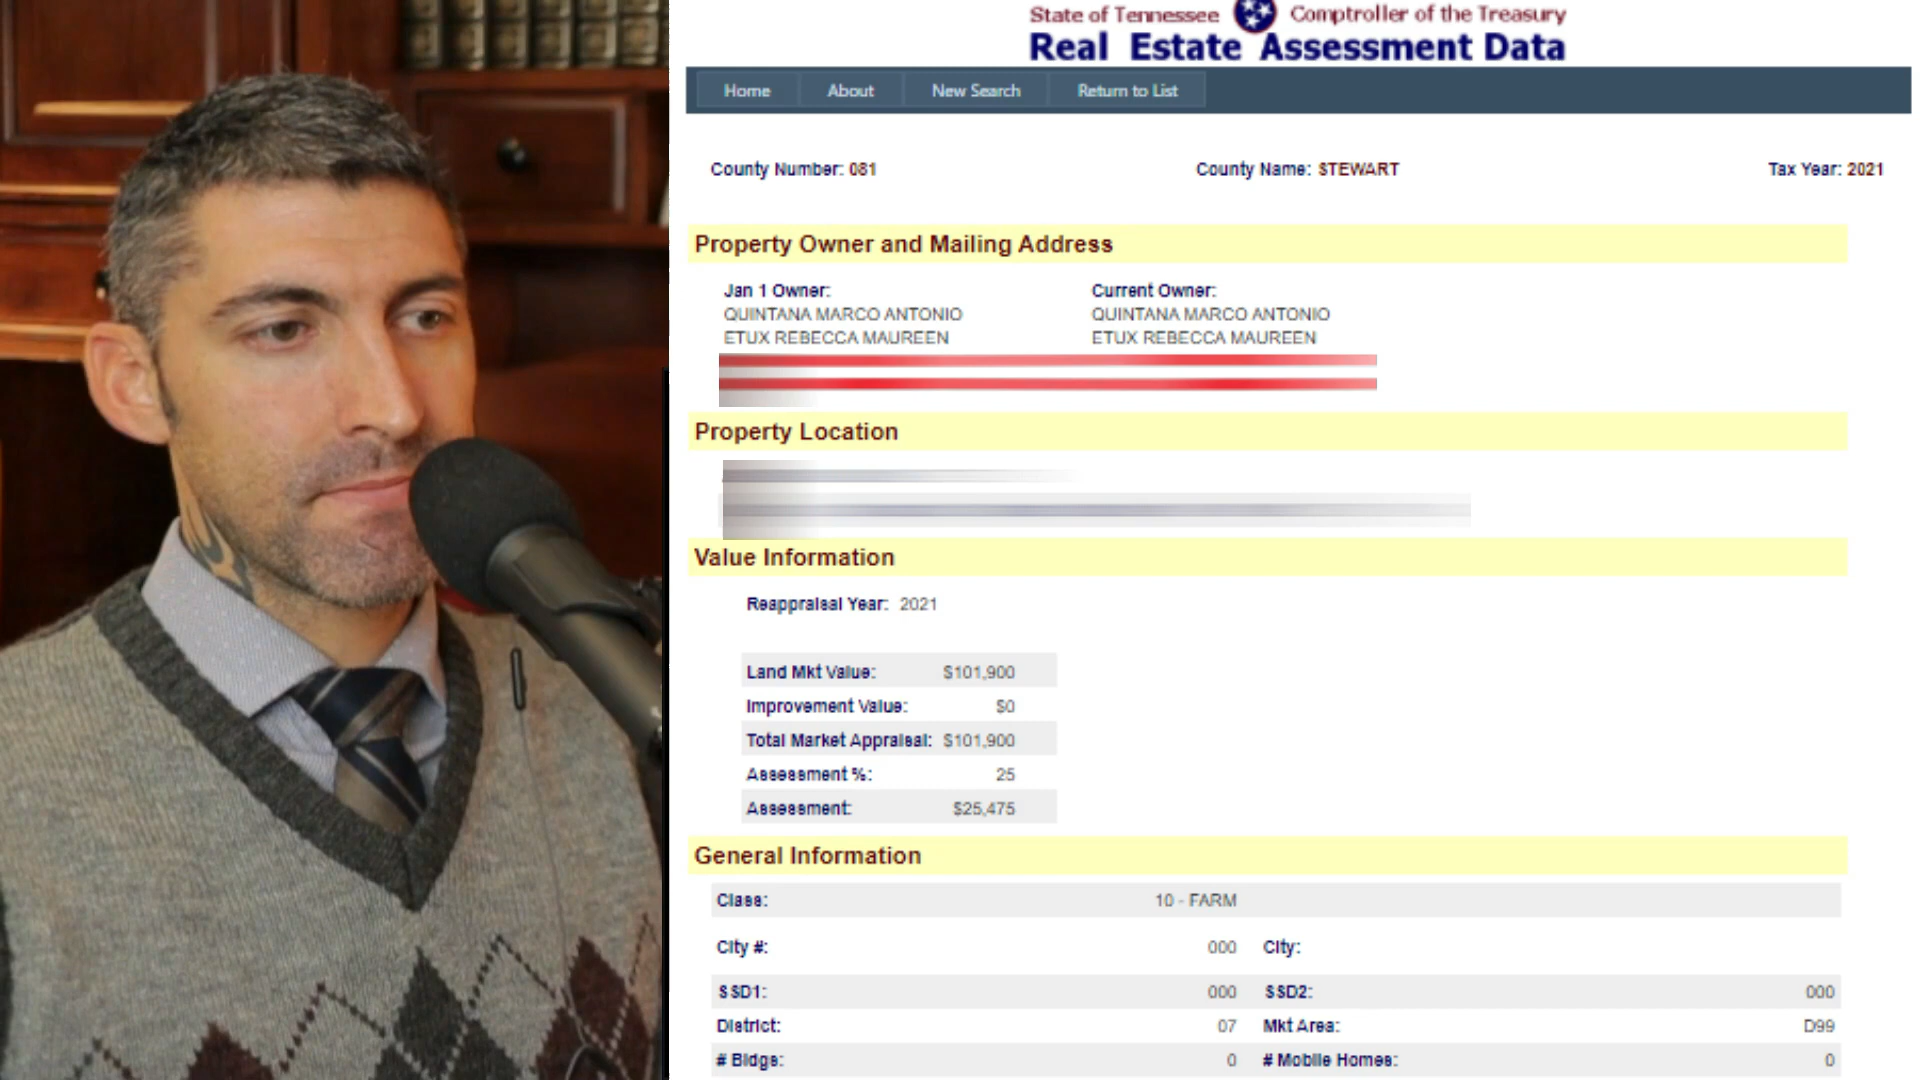 State of Tennessee Comptroller of the Treasury
Real Estate Assessment Data
Home About New Search Return to List
County Number: 081 County Name: STEWART Tax Year: 2021
Property Owner and Mailing Address
Jan 1 Owner: Current Owner:
QUINTANA MARCO ANTONIO QUINTANA MARCO ANTONIO
ETUX REBECCA MAUREEN ETUX REBECCA MAUREEN
Property Location
Value Information
Reappraisal Year: 2021
Land Mkt Value: $101,900
Improvement Value: $0
Total Market Appraisal: $101,900
Assessment %: 25
Assessment: $25,475
General Information
Class: 10 - FARM
City #: 000 City:
SSD1: 000 SSD2: 000
District: 07 Mkt Area: D99
# Bldgs: 0 # Mobile Homes: 0